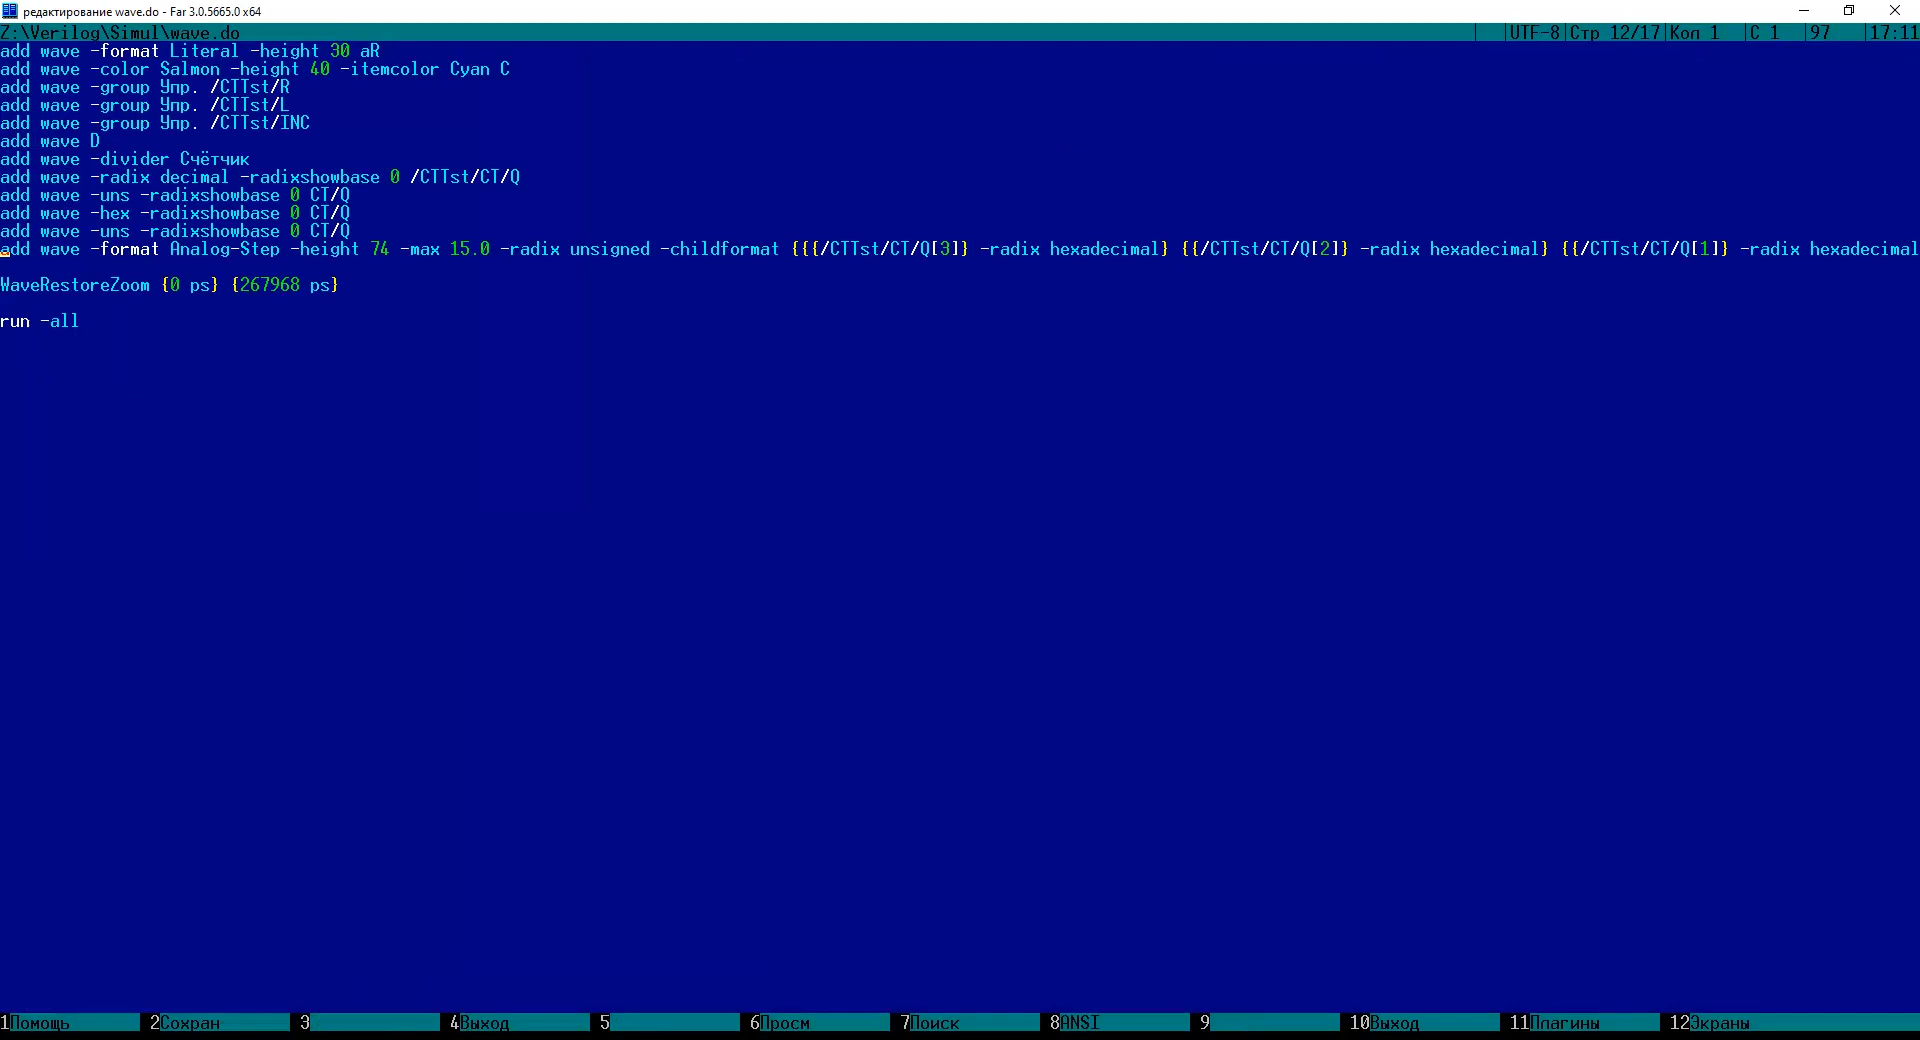 редактирование wave.do - Far 3.0.5665.0 x64
Z:\Verilog\Simul\wave.do UTF-8 Стр 12/17 Кол 1 С 1 97 17:11
add wave -format Literal -height 30 aR
add wave -color Salmon -height 40 -itemcolor Cyan C
add wave -group Упр. /CTTst/R
add wave -group Упр. /CTTst/L
add wave -group Упр. /CTTst/INC
add wave D
add wave -divider Счётчик
add wave -radix decimal -radixshowbase 0 /CTTst/CT/Q
add wave -uns -radixshowbase 0 CT/Q
add wave -hex -radixshowbase 0 CT/Q
add wave -uns -radixshowbase 0 CT/Q
add wave -format Analog-Step -height 74 -max 15.0 -radix unsigned -childformat {{{/CTTst/CT/Q[3]} -radix hexadecimal} {{/CTTst/CT/Q[2]} -radix hexadecimal} {{/CTTst/CT/Q[1]} -radix hexadecimal
WaveRestoreZoom {0 ps} {267968 ps}
run -all
1Помощь 2Сохран 3 4Выход 5 6Просм 7Поиск 8ANSI 9 10Выход 11Плагины 12Экраны